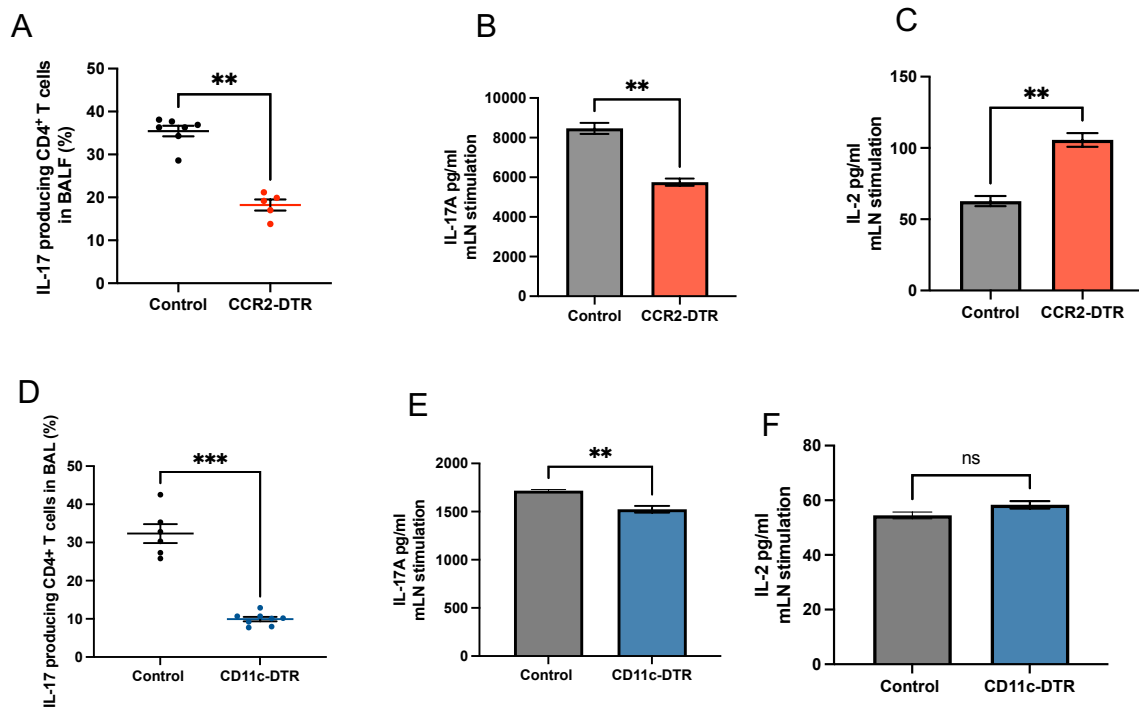 A
IL-17 producing CD4⁺ T cells
in BALF (%)
50
40
30
20
10
0
**
Control
CCR2-DTR
B
IL-17A pg/ml
mLN stimulation
10000
8000
6000
4000
2000
0
**
Control
CCR2-DTR
C
IL-2 pg/ml
mLN stimulation
150
100
50
0
**
Control
CCR2-DTR
D
IL-17 producing CD4+ T cells in BAL (%)
50
40
30
20
10
0
***
Control
CD11c-DTR
E
IL-17A pg/ml
mLN stimulation
2000
1500
1000
500
0
**
Control
CD11c-DTR
F
IL-2 pg/ml
mLN stimulation
80
60
40
20
0
ns
Control
CD11c-DTR